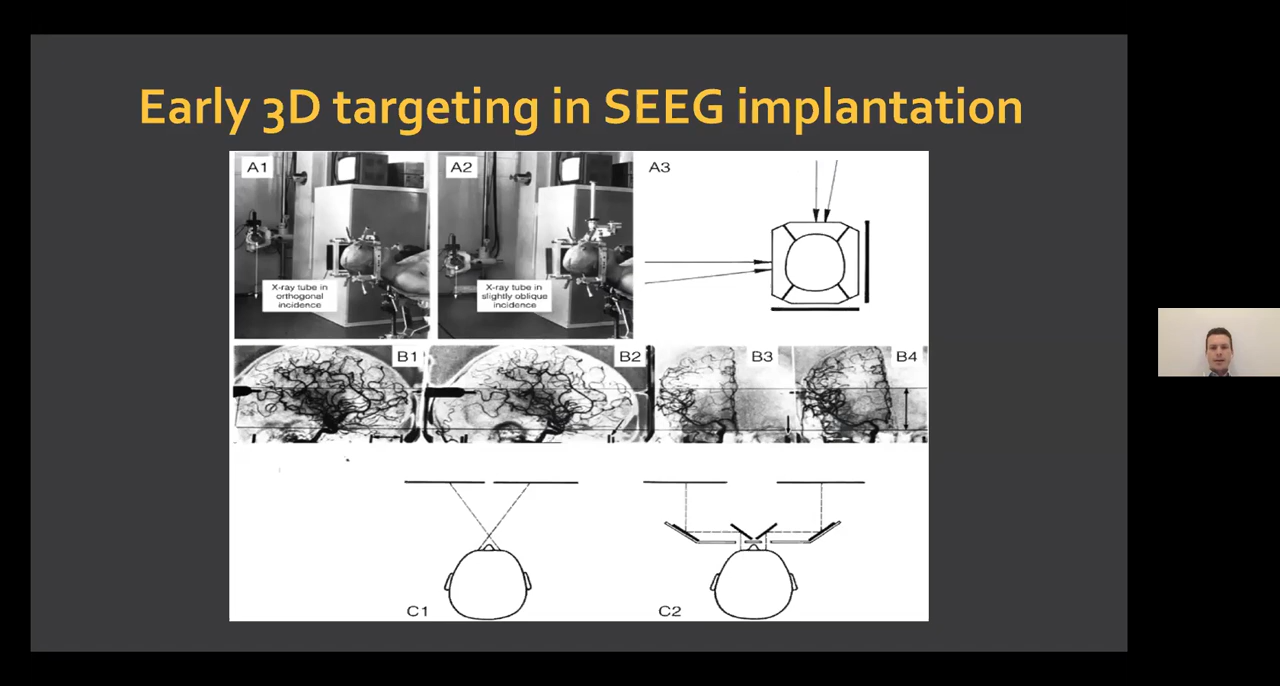 Early 3D targeting in SEEG implantation
A1
A2
A3
X-ray tube in
orthogonal
incidence
X-ray tube in
slightly oblique
incidence
B1
B2
B3
B4
C1
C2